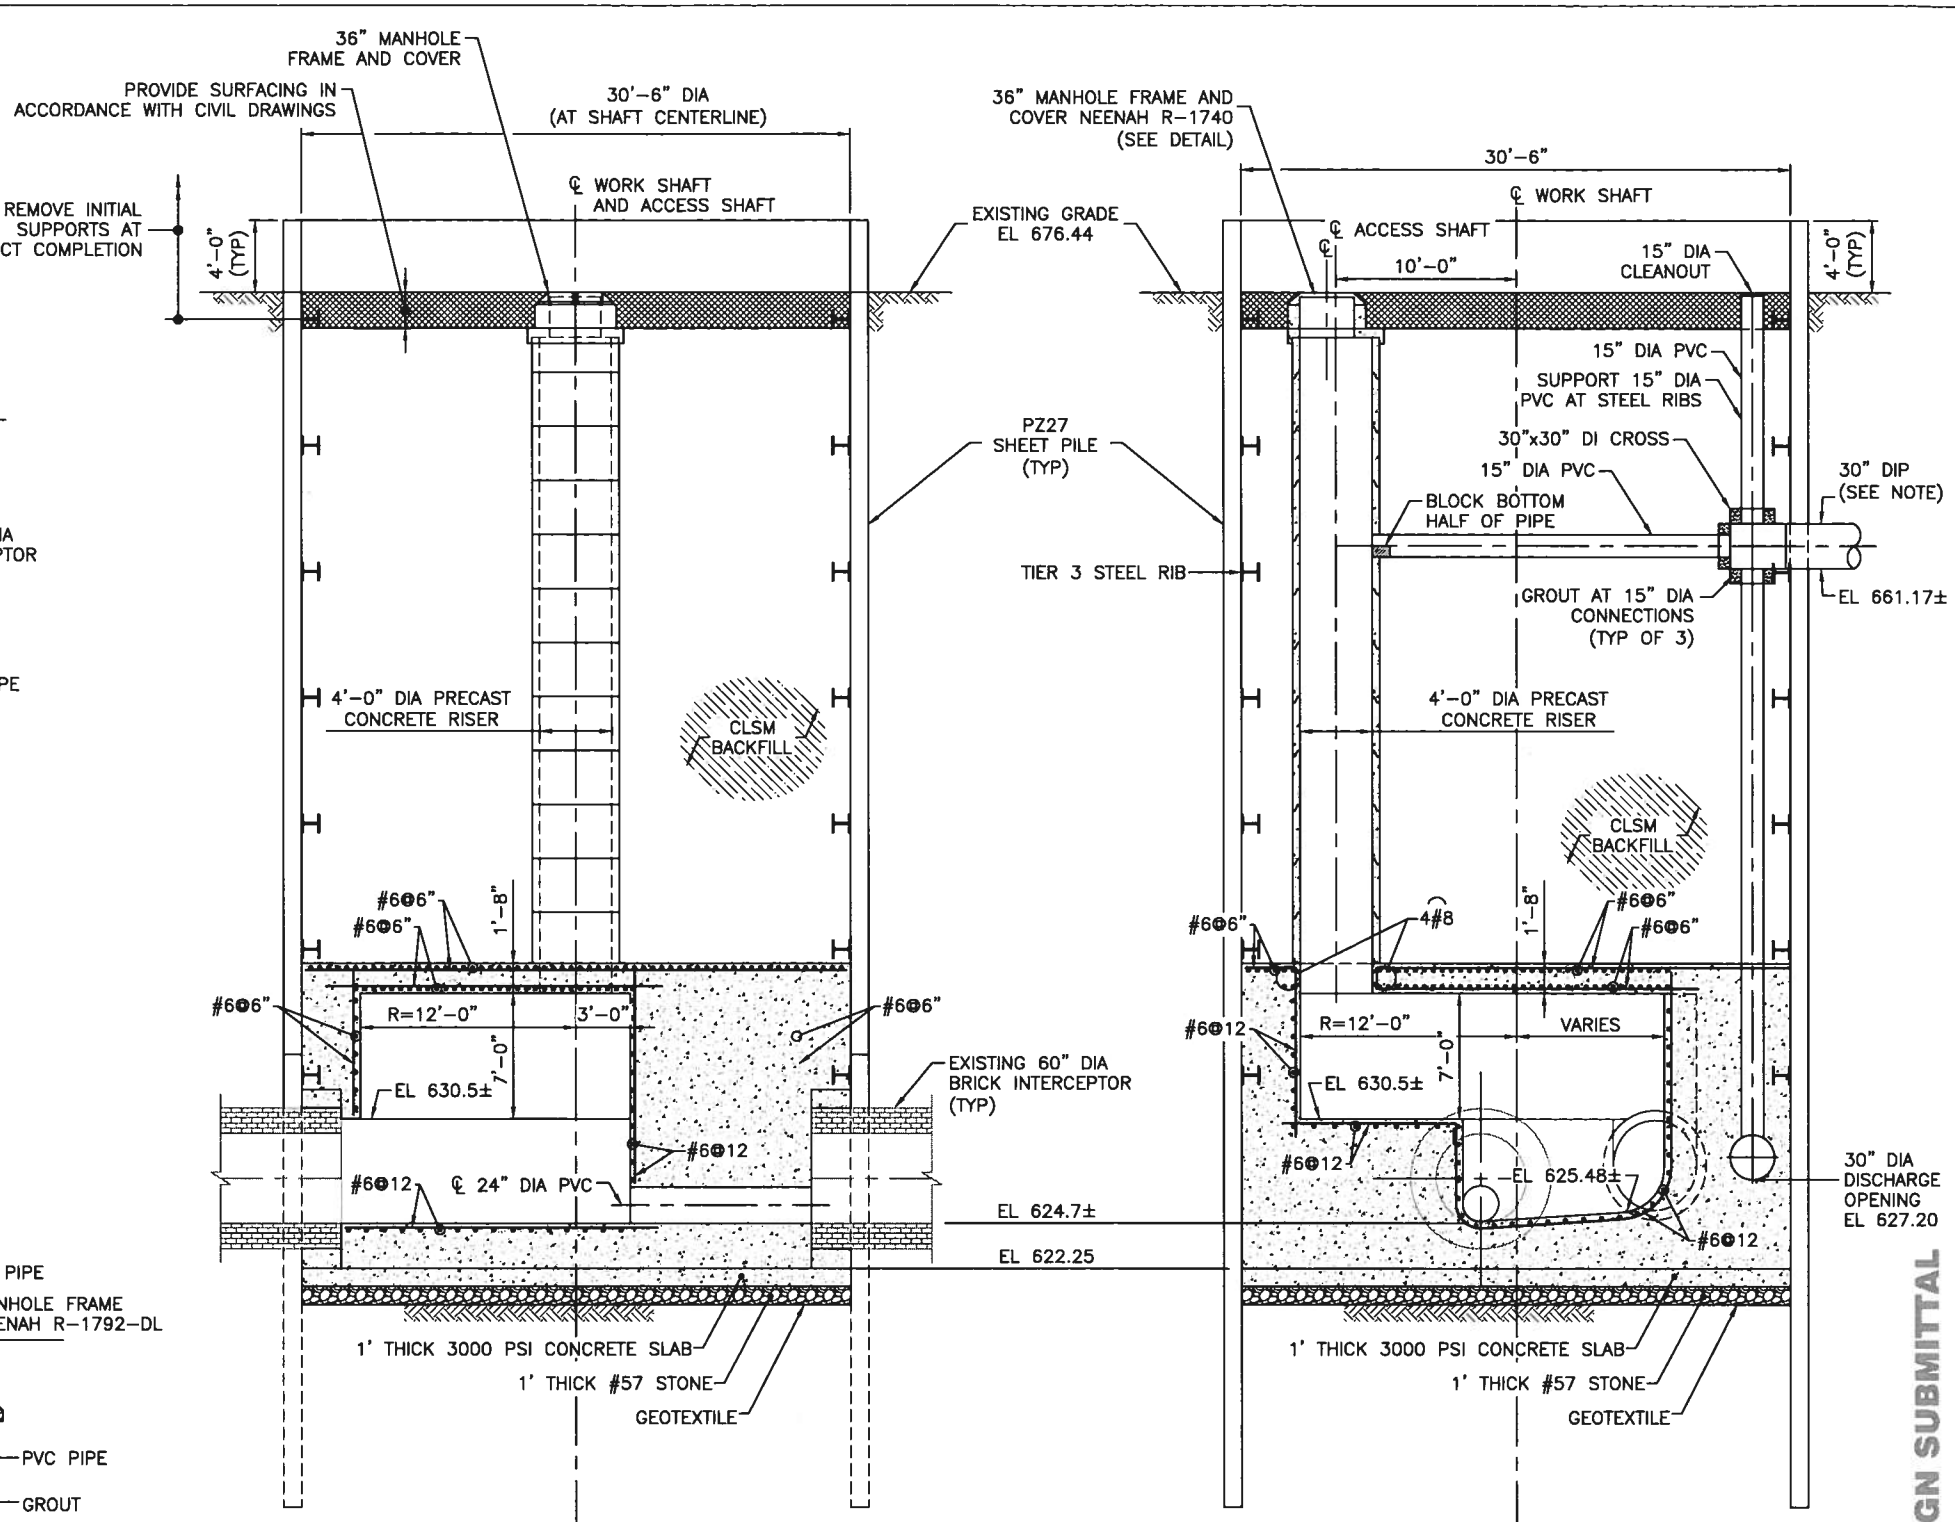 36" MANHOLE
FRAME AND COVER
PROVIDE SURFACING IN
ACCORDANCE WITH CIVIL DRAWINGS
30'-6" DIA
(AT SHAFT CENTERLINE)
℄ WORK SHAFT
AND ACCESS SHAFT
REMOVE INITIAL
SUPPORTS AT
CT COMPLETION
4'-0"
(TYP)
EXISTING GRADE
EL 676.44
36" MANHOLE FRAME AND
COVER NEENAH R-1740
(SEE DETAIL)
30'-6"
℄ WORK SHAFT
℄ ACCESS SHAFT
℄
10'-0"
15" DIA
CLEANOUT
4'-0"
(TYP)
15" DIA PVC
SUPPORT 15" DIA
PVC AT STEEL RIBS
30"x30" DI CROSS
15" DIA PVC
BLOCK BOTTOM
HALF OF PIPE
30" DIP
(SEE NOTE)
PZ27
SHEET PILE
(TYP)
TIER 3 STEEL RIB
GROUT AT 15" DIA
CONNECTIONS
(TYP OF 3)
EL 661.17±
IA
PTOR
PE
4'-0" DIA PRECAST
CONCRETE RISER
CLSM
BACKFILL
4'-0" DIA PRECAST
CONCRETE RISER
CLSM
BACKFILL
#6@6"
#6@6"
1'-8"
#6@6"
R=12'-0"
3'-0"
7'-0"
#6@6"
EL 630.5±
EXISTING 60" DIA
BRICK INTERCEPTOR
(TYP)
#6@12
#6@12
℄ 24" DIA PVC
#6@6"
4#8
1'-8"
#6@6"
#6@6"
#6@12
R=12'-0"
VARIES
7'-0"
EL 630.5±
#6@12
EL 625.48±
#6@12
30" DIA
DISCHARGE
OPENING
EL 627.20
EL 624.7±
EL 622.25
1' THICK 3000 PSI CONCRETE SLAB
1' THICK #57 STONE
GEOTEXTILE
1' THICK 3000 PSI CONCRETE SLAB
1' THICK #57 STONE
GEOTEXTILE
PIPE
NHOLE FRAME
ENAH R-1792-DL
PVC PIPE
GROUT
GN SUBMITTAL